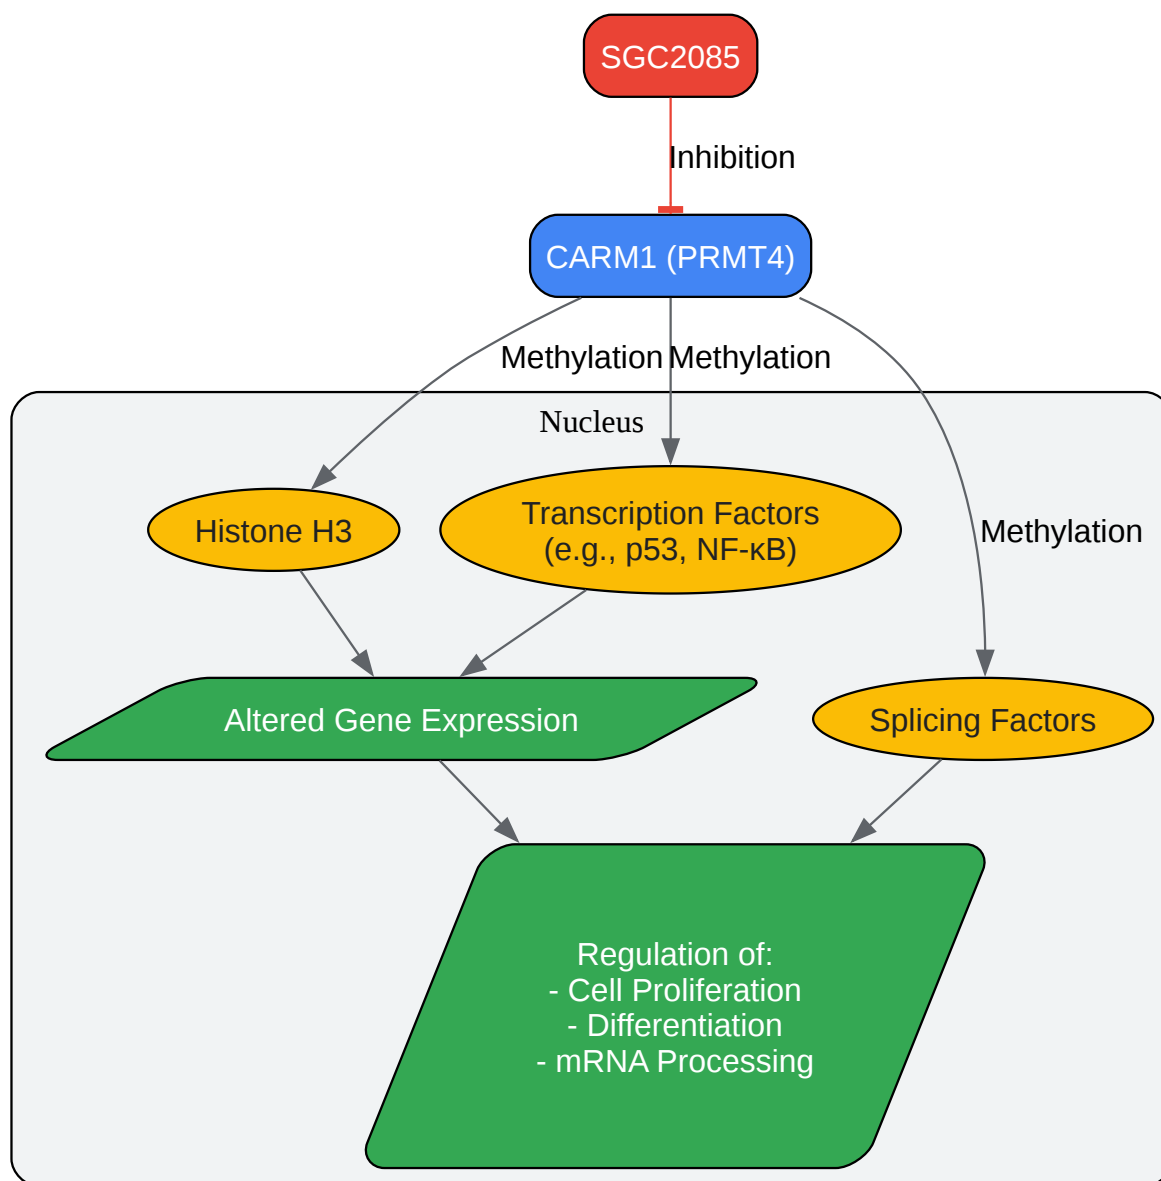 SGC2085
Inhibition
CARM1 (PRMT4)
Methylation
Methylation
Nucleus
Histone H3
Transcription Factors
(e.g., p53, NF-κB)
Methylation
Altered Gene Expression
Splicing Factors
Regulation of:
- Cell Proliferation
- Differentiation
- mRNA Processing